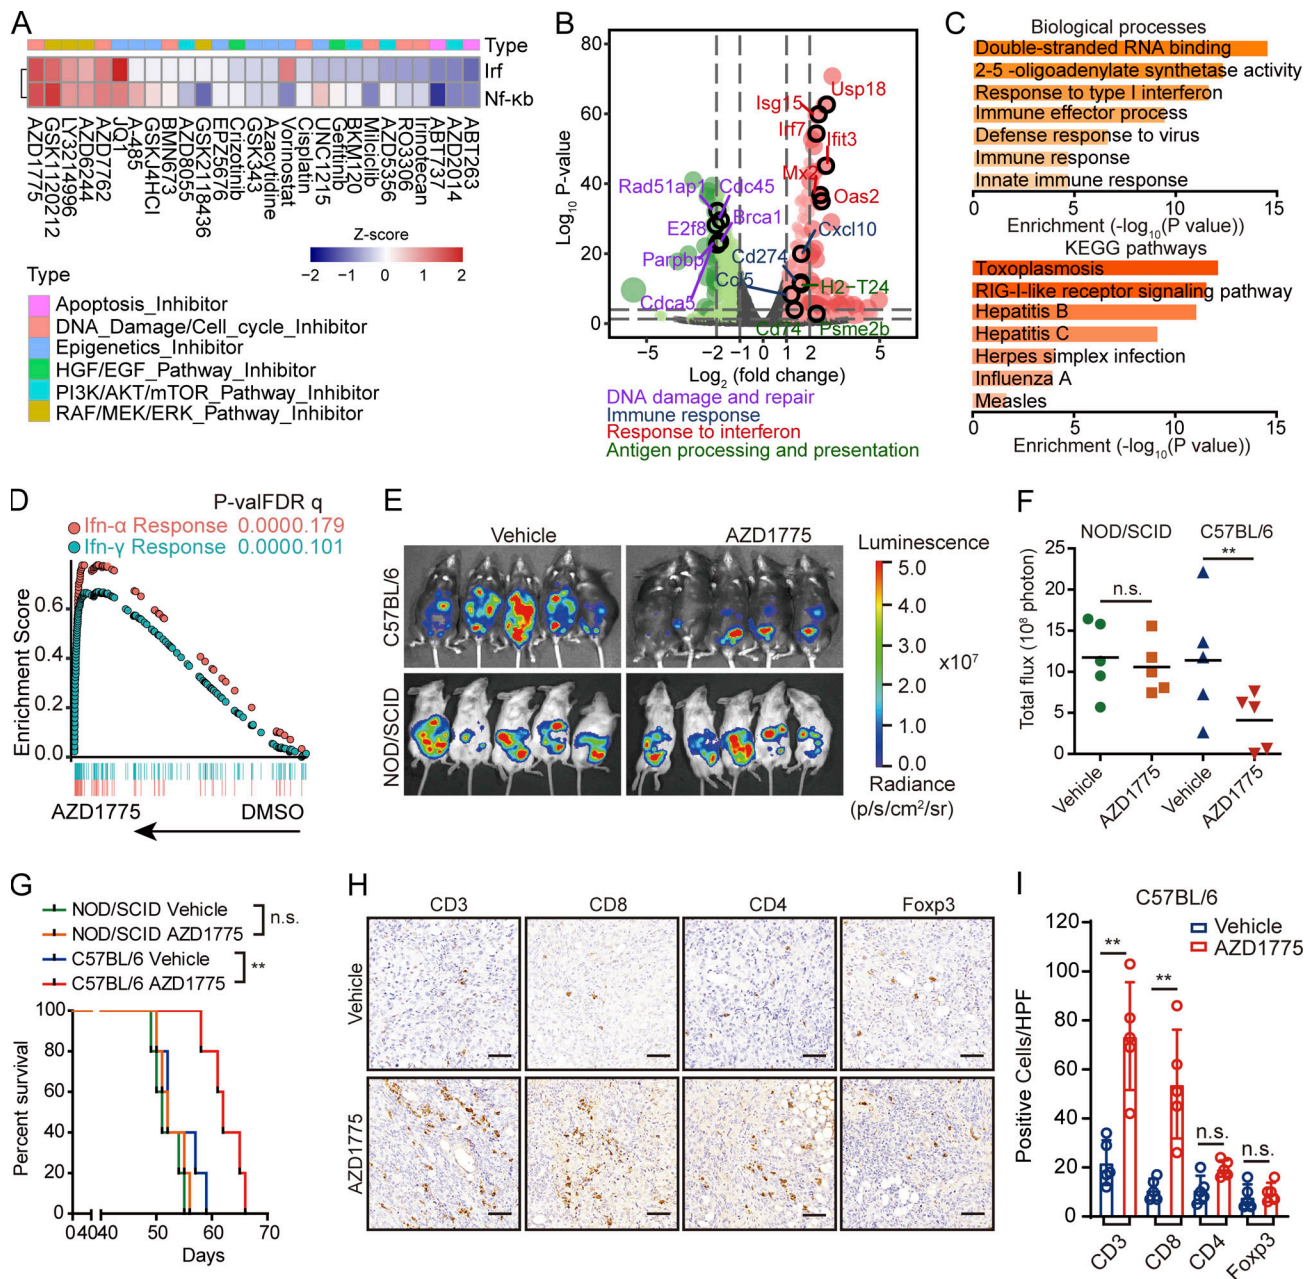 A
Type
Irf
Nf-κb
AZD1775
GSK1120212
LY3214996
AZD6244
AZD7762
JQ1
A-485
GSKJ4HCl
BMN673
AZD8055
GSK2118436
EPZ5676
Crizotinib
GSK343
Azacytidine
Vorinostat
Cisplatin
UNC1215
Gefitinib
BKM120
Milciclib
AZD5356
RO3306
Irinotecan
ABT737
AZD2014
ABT263
Z-score
−2 −1 0 1 2
Type
Apoptosis_Inhibitor
DNA_Damage/Cell_cycle_Inhibitor
Epigenetics_Inhibitor
HGF/EGF_Pathway_Inhibitor
PI3K/AKT/mTOR_Pathway_Inhibitor
RAF/MEK/ERK_Pathway_Inhibitor
B
Log10 P-value
80
60
40
20
0
Usp18
Isg15
Irf7
Ifit3
Mx2
Oas2
Rad51ap1
Cdc45
E2f8
Brca1
Parpbp
Cdca5
Cxcl10
Cd274
Ccl5
H2−T24
Cd74
Psme2b
−5 −2 −1 0 1 2 5
Log2 (fold change)
DNA damage and repair
Immune response
Response to interferon
Antigen processing and presentation
C
Biological processes
Double-stranded RNA binding
2-5 -oligoadenylate synthetase activity
Response to type I interferon
Immune effector process
Defense response to virus
Immune response
Innate immune response
0 5 10 15
Enrichment (-log10(P value))
KEGG pathways
Toxoplasmosis
RIG-I-like receptor signaling pathway
Hepatitis B
Hepatitis C
Herpes simplex infection
Influenza A
Measles
0 5 10 15
Enrichment (-log10(P value))
D
P-valFDR q
Ifn-α Response 0.0000.179
Ifn-γ Response 0.0000.101
Enrichment Score
0.6
0.4
0.2
0.0
AZD1775 DMSO
E
Vehicle AZD1775
C57BL/6
NOD/SCID
Luminescence
5.0
4.0
3.0
2.0
1.0
0.0
x10⁷
Radiance
(p/s/cm²/sr)
F
NOD/SCID C57BL/6
Total flux (10⁸ photon)
25
20
15
10
5
0
n.s.
**
Vehicle
AZD1775
Vehicle
AZD1775
G
NOD/SCID Vehicle
NOD/SCID AZD1775
n.s.
C57BL/6 Vehicle
C57BL/6 AZD1775
**
Percent survival
100
80
60
40
20
0
0 40 40 50 60 70
Days
H
CD3 CD8 CD4 Foxp3
Vehicle
AZD1775
I
C57BL/6
Vehicle
AZD1775
Positive Cells/HPF
120
100
80
60
40
20
0
**
**
n.s.
n.s.
CD3
CD8
CD4
Foxp3